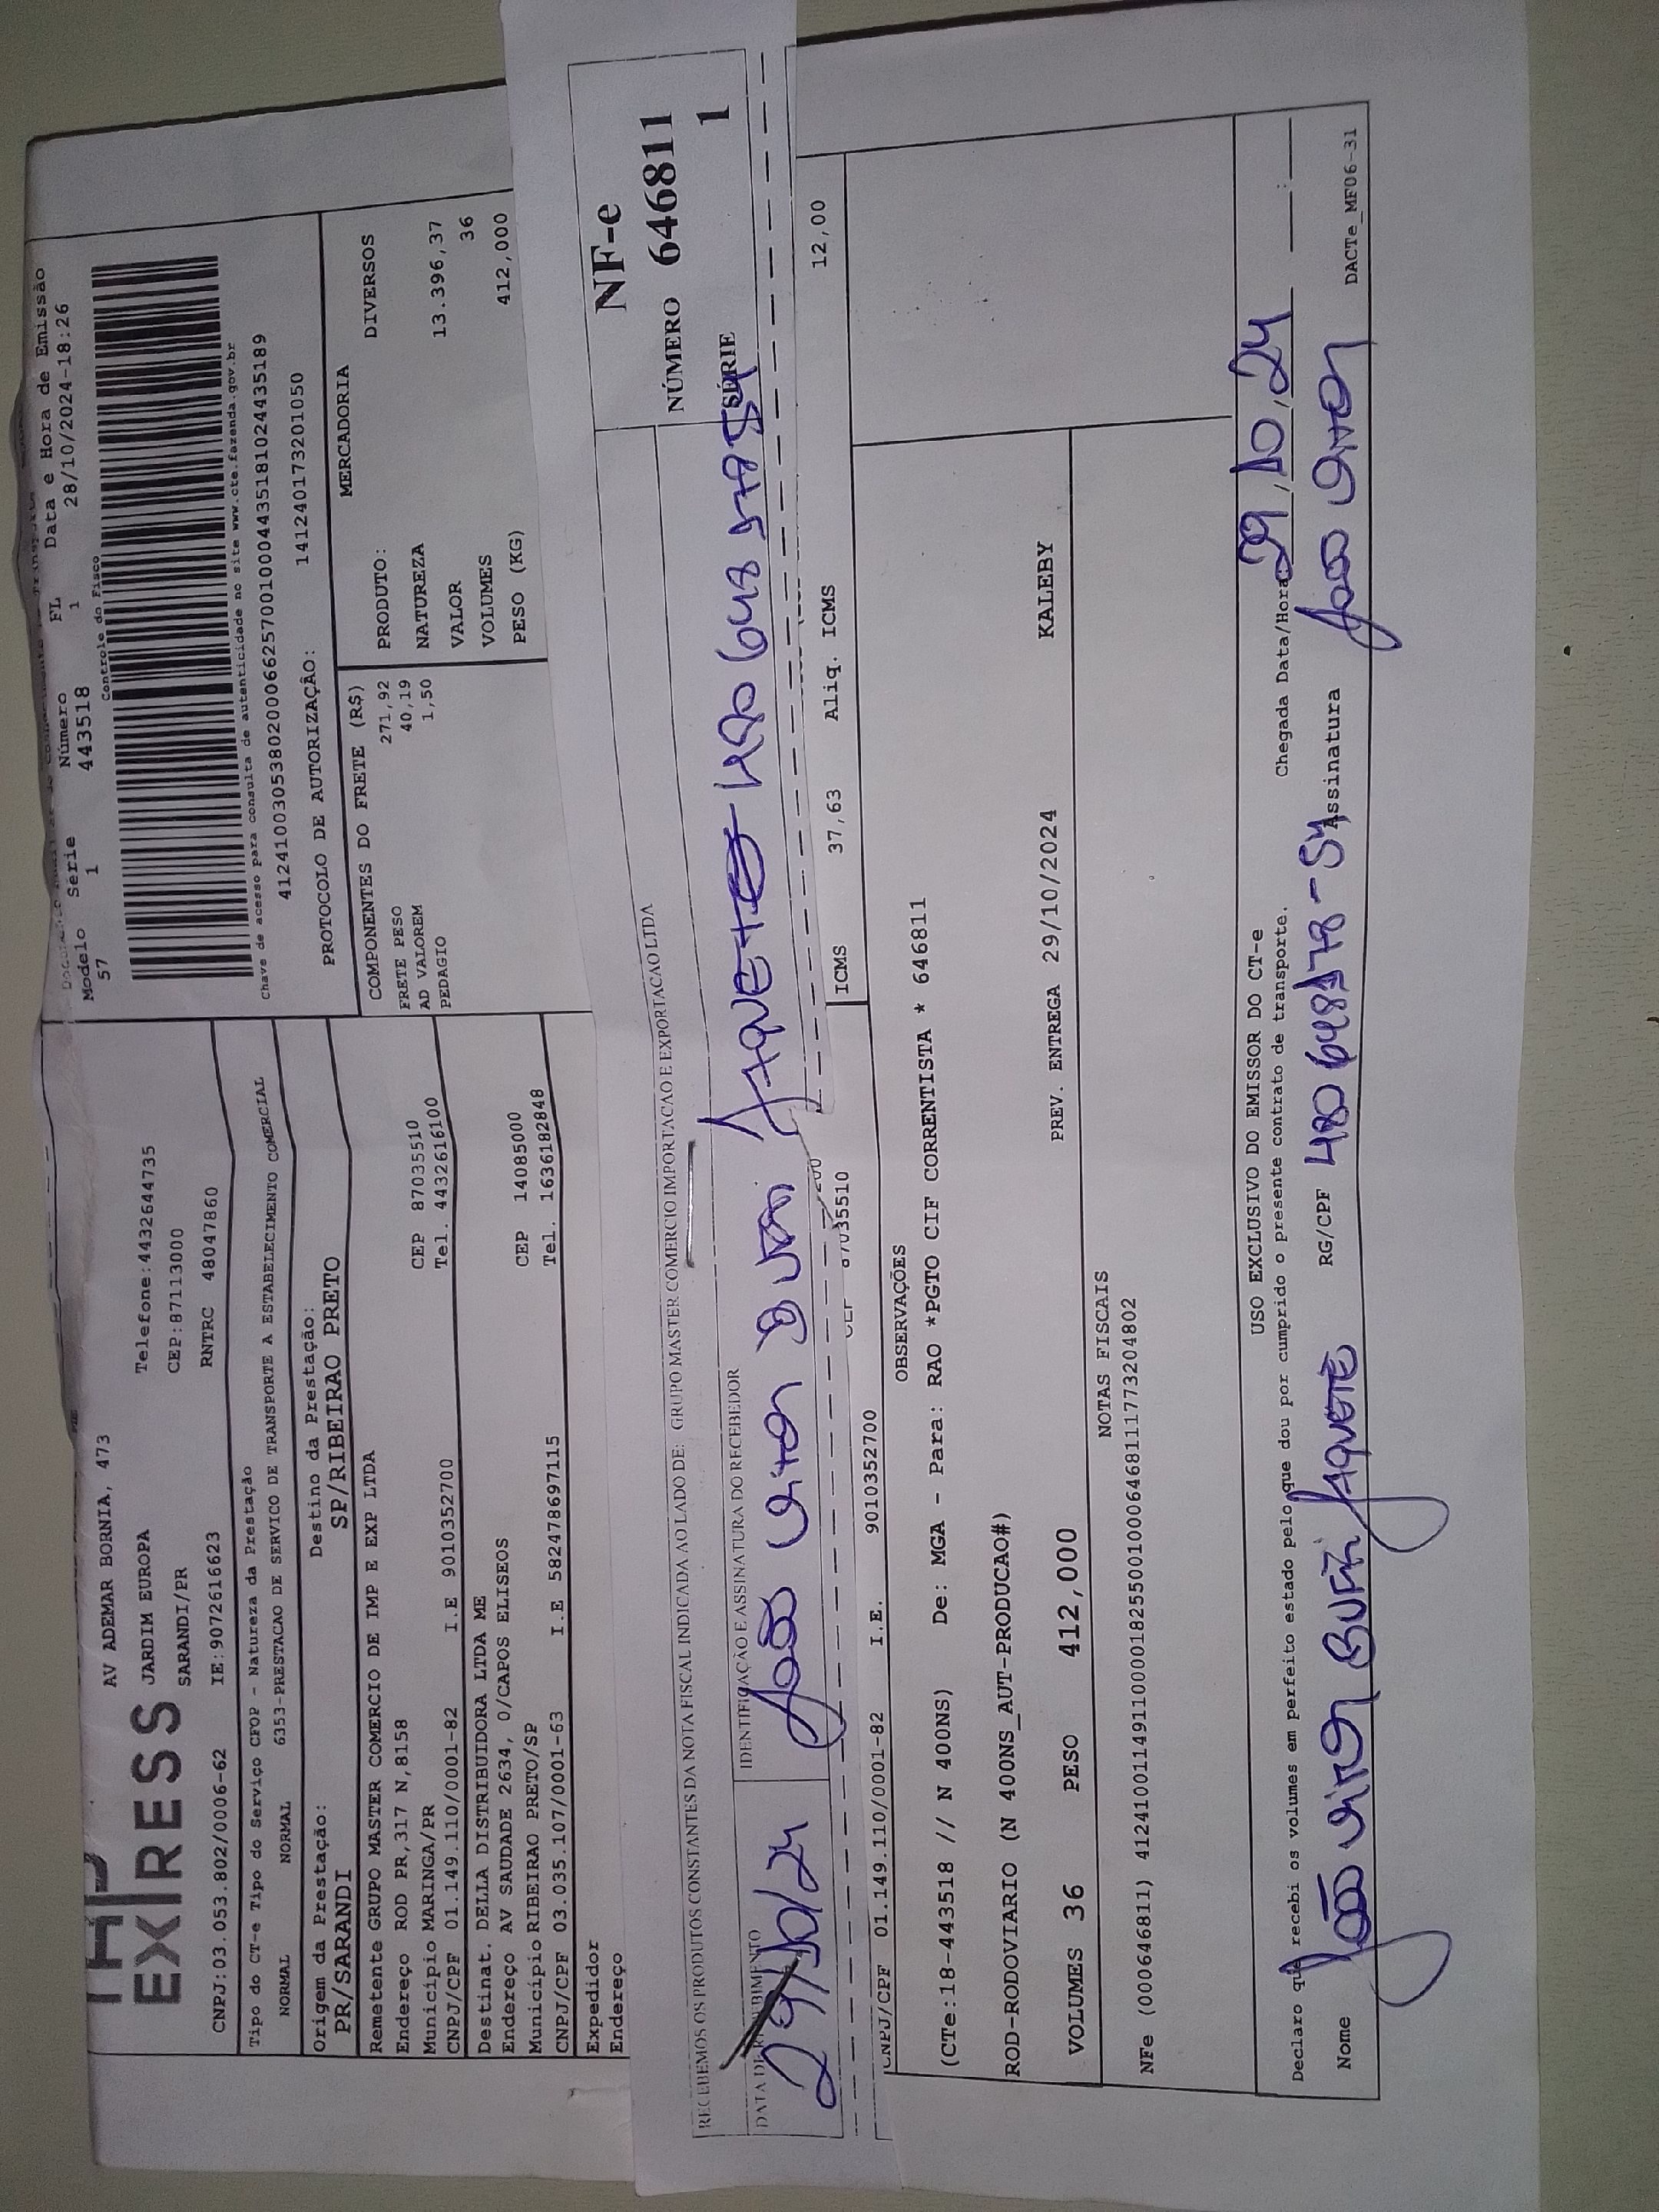 EXPRESS
AV ADEMAR BORNIA, 473
JARDIM EUROPA
Telefone:4432644735
SARANDI/PR
CEP:87113000
CNPJ:03.053.802/0006-62
IE:9072616623
RNTRC 48047860
Tipo do CT-e Tipo do Serviço CFOP - Natureza da Prestação
NORMAL NORMAL 6353-PRESTACAO DE SERVICO DE TRANSPORTE A ESTABELECIMENTO COMERCIAL
Origem da Prestação: Destino da Prestação:
PR/SARANDI SP/RIBEIRAO PRETO
Remetente GRUPO MASTER COMERCIO DE IMP E EXP LTDA
Endereço ROD PR,317 N,8158 CEP 87035510
Município MARINGA/PR Tel. 4432616100
CNPJ/CPF 01.149.110/0001-82 I.E 9010352700
Destinat. DELLA DISTRIBUIDORA LTDA ME
Endereço AV SAUDADE 2634, 0/CAPOS ELISEOS CEP 14085000
Município RIBEIRAO PRETO/SP Tel. 1636182848
CNPJ/CPF 03.035.107/0001-63 I.E 582478697115
Expedidor
Endereço
Modelo Série Número FL Data e Hora de Emissão
57 1 443518 1 28/10/2024-18:26
Controle do Fisco
Chave de acesso para consulta de autenticidade no site www.cte.fazenda.gov.br
41241003053802000662570010004435181024435189
PROTOCOLO DE AUTORIZAÇÃO: 141240173201050
COMPONENTES DO FRETE (R$)
FRETE PESO 271,92
AD VALOREM 40,19
PEDAGIO 1,50
MERCADORIA
PRODUTO: DIVERSOS
NATUREZA
VALOR 13.396,37
VOLUMES 36
PESO (KG) 412,000
RECEBEMOS OS PRODUTOS CONSTANTES DA NOTA FISCAL INDICADA AO LADO DE: GRUPO MASTER COMERCIO IMPORTACAO E EXPORTACAO LTDA
IDENTIFICAÇÃO E ASSINATURA DO RECEBEDOR
29/10/24 João Vitor
NF-e
NÚMERO 646811
SÉRIE 1
CNPJ/CPF 01.149.110/0001-82 I.E. 9010352700 CEP 87035510
ICMS 37,63 Aliq. ICMS 12,00
OBSERVAÇÕES
(CTe:18-443518 // N 400NS) De: MGA - Para: RAO *PGTO CIF CORRENTISTA * 646811
ROD-RODOVIARIO (N 400NS_AUT-PRODUCAO#)
VOLUMES 36 PESO 412,000 PREV. ENTREGA 29/10/2024 KALEBY
NOTAS FISCAIS
NFe (000646811) 41241001149110000182550010006468111773204802
USO EXCLUSIVO DO EMISSOR DO CT-e
Declaro que recebi os volumes em perfeito estado pelo que dou por cumprido o presente contrato de transporte.
Chegada Data/Hora 29,10,24
Nome João Vitor RG/CPF Assinatura João Vitor
DACTe_MF06-31